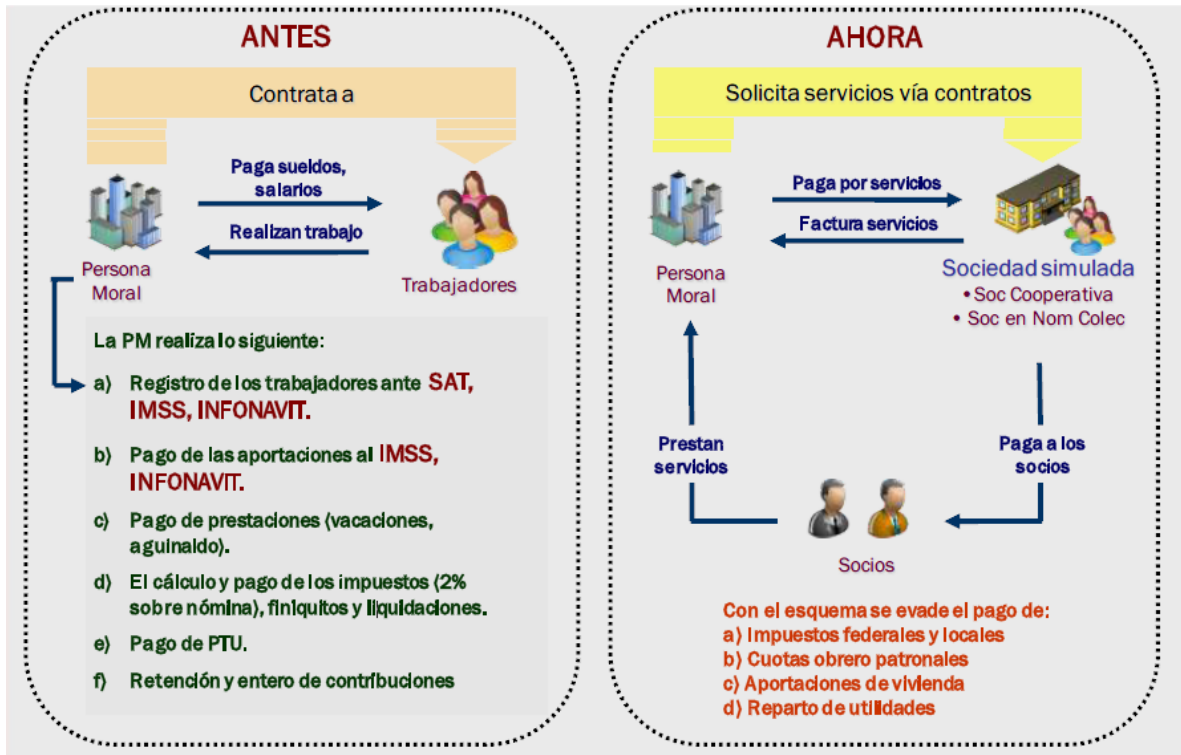 ANTES
Contrata a
Paga sueldos,
salarios
Realizan trabajo
Persona
Moral
Trabajadores
La PM realiza lo siguiente:
a) Registro de los trabajadores ante SAT,
IMSS, INFONAVIT.
b) Pago de las aportaciones al IMSS,
INFONAVIT.
c) Pago de prestaciones (vacaciones,
aguinaldo).
d) El cálculo y pago de los impuestos (2%
sobre nómina), finiquitos y liquidaciones.
e) Pago de PTU.
f) Retención y entero de contribuciones
AHORA
Solicita servicios vía contratos
Paga por servicios
Factura servicios
Persona
Moral
Sociedad simulada
• Soc Cooperativa
• Soc en Nom Colec
Prestan
servicios
Paga a los
socios
Socios
Con el esquema se evade el pago de:
a) Impuestos federales y locales
b) Cuotas obrero patronales
c) Aportaciones de vivienda
d) Reparto de utilidades